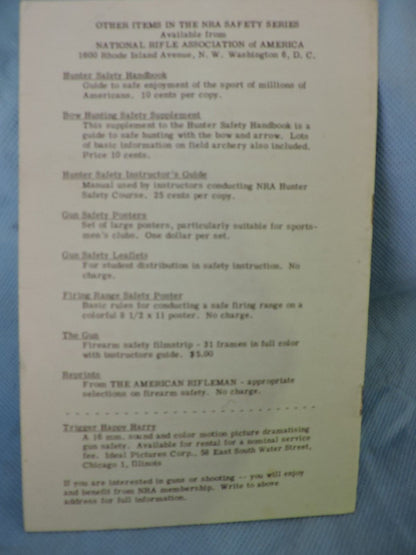 OTHER ITEMS IN THE NRA SAFETY SERIES
Available from
NATIONAL RIFLE ASSOCIATION of AMERICA
1600 Rhode Island Avenue, N. W. Washington 6, D. C.
Hunter Safety Handbook
Guide to safe enjoyment of the sport of millions of
Americans. 10 cents per copy.
Bow Hunting Safety Supplement
This supplement to the Hunter Safety Handbook is a
guide to safe hunting with the bow and arrow. Lots
of basic information on field archery also included.
Price 10 cents.
Hunter Safety Instructor's Guide
Manual used by instructors conducting NRA Hunter
Safety Course. 25 cents per copy.
Gun Safety Posters
Set of large posters, particularly suitable for sports-
men's clubs. One dollar per set.
Gun Safety Leaflets
For student distribution in safety instruction. No
charge.
Firing Range Safety Poster
Basic rules for conducting a safe firing range on a
colorful 8 1/2 x 11 poster. No charge.
The Gun
Firearm safety filmstrip - 31 frames in full color
with instructors guide. $5.00
Reprints
From THE AMERICAN RIFLEMAN - appropriate
selections on firearm safety. No charge.
Trigger Happy Harry
A 16 mm. sound and color motion picture dramatizing
gun safety. Available for rental for a nominal service
fee. Ideal Pictures Corp., 58 East South Water Street,
Chicago 1, Illinois
If you are interested in guns or shooting -- you will enjoy
and benefit from NRA membership. Write to above
address for full information.